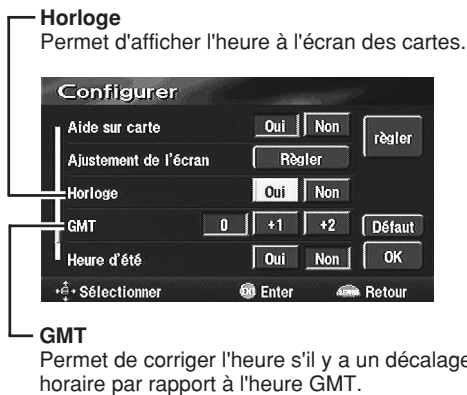 Horloge
Permet d'afficher l'heure à l'écran des cartes.
Configurer
Aide sur carte Oui Non règler
Ajustement de l'écran Règler
Horloge Oui Non
GMT 0 +1 +2 Défaut
Heure d'été Oui Non OK
Sélectionner Enter Retour
GMT
Permet de corriger l'heure s'il y a un décalage
horaire par rapport à l'heure GMT.